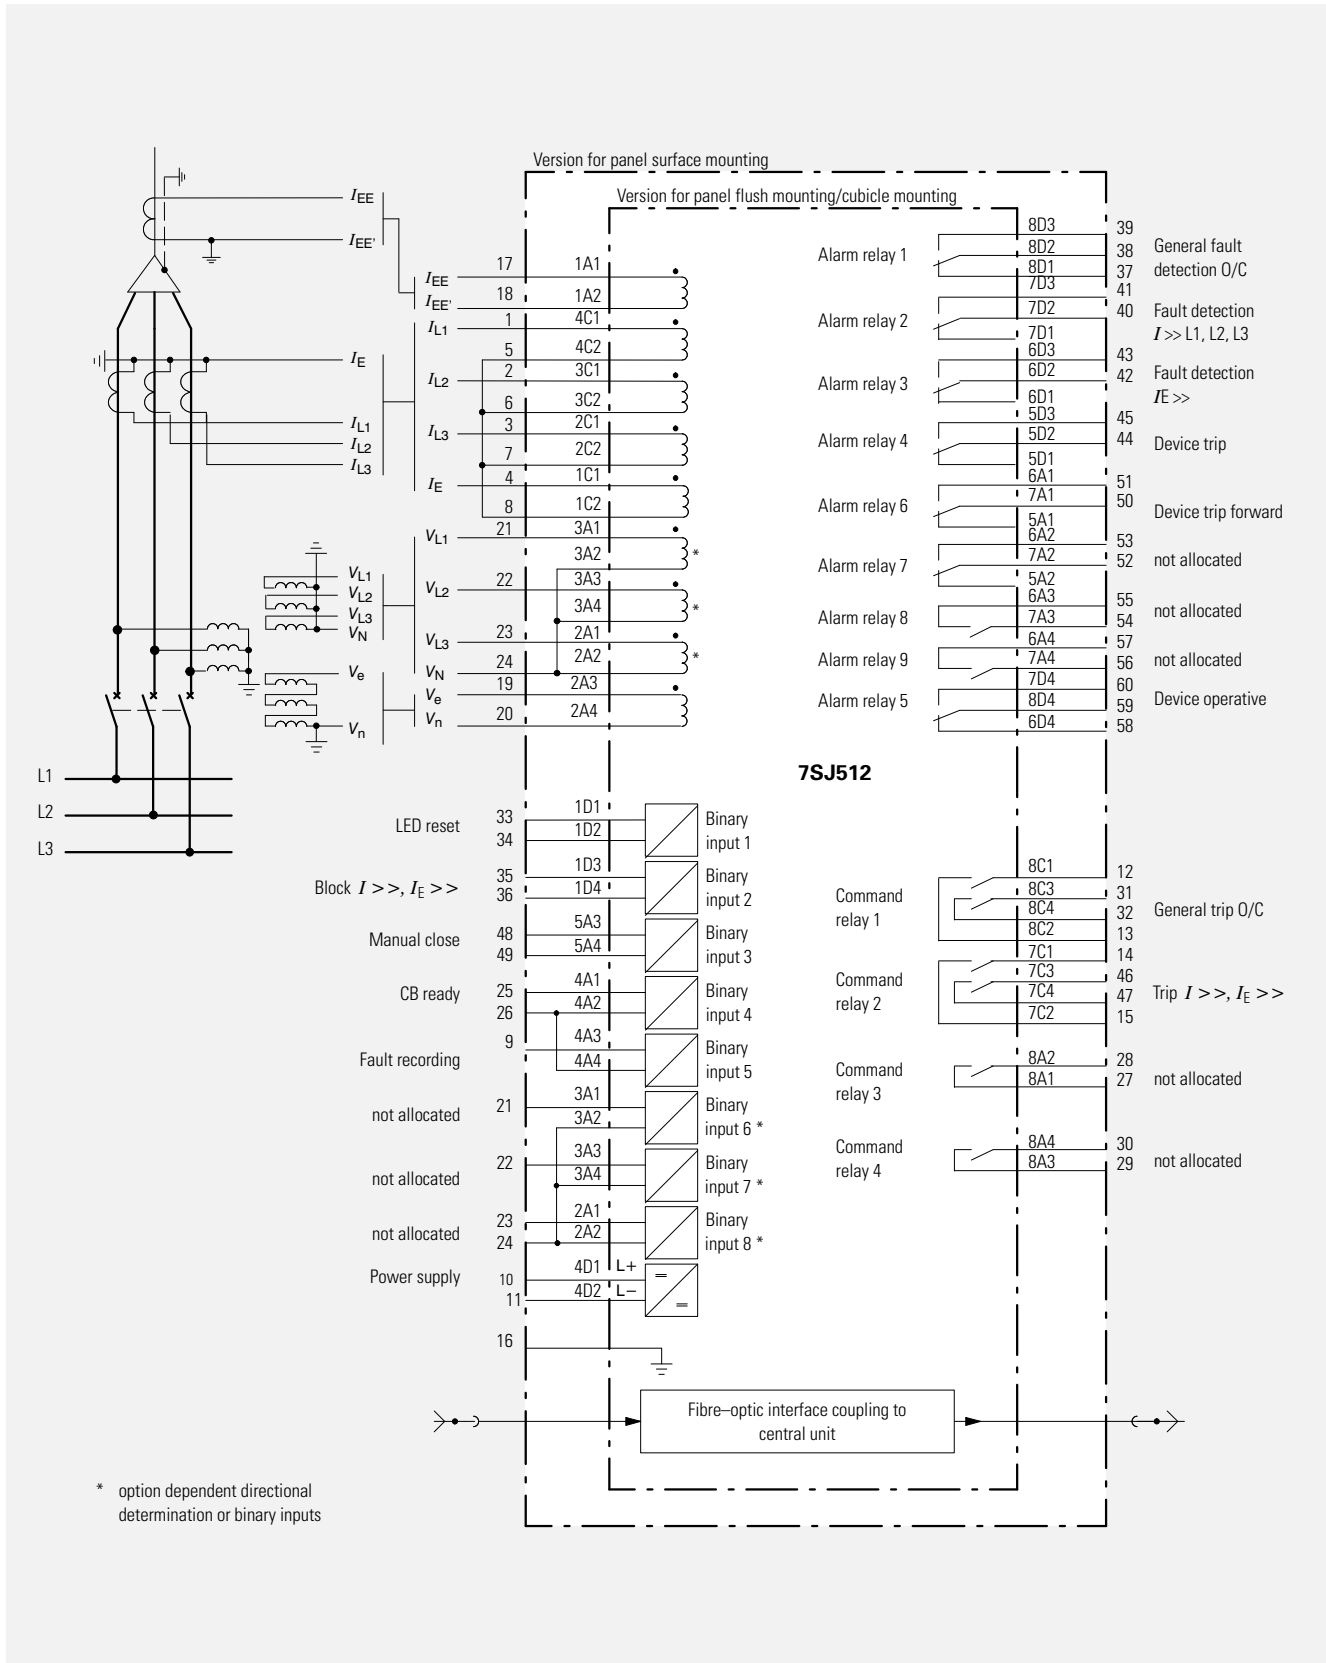 Version for panel surface mounting
Version for panel flush mounting/cubicle mounting
IEE
IEE'
IE
IL1
IL2
IL3
VL1
VL2
VL3
VN
Ve
Vn
L1
L2
L3
IEE 17 1A1
IEE' 18 1A2
IL1 1 4C1
5 4C2
IL2 2 3C1
6 3C2
IL3 3 2C1
7 2C2
IE 4 1C1
8 1C2
VL1 21 3A1
3A2 *
VL2 22 3A3
3A4 *
VL3 23 2A1
VN 24 2A2 *
Ve 19 2A3
Vn 20 2A4
Alarm relay 1
8D3 39
8D2 38
8D1 37
General fault
detection O/C
Alarm relay 2
7D3 41
7D2 40
7D1
Fault detection
I >> L1, L2, L3
Alarm relay 3
6D3 43
6D2 42
6D1
Fault detection
IE >>
Alarm relay 4
5D3 45
5D2 44
5D1
Device trip
Alarm relay 6
6A1 51
7A1 50
5A1
Device trip forward
Alarm relay 7
6A2 53
7A2 52
5A2
not allocated
Alarm relay 8
6A3 55
7A3 54
not allocated
Alarm relay 9
6A4 57
7A4 56
not allocated
Alarm relay 5
7D4 60
8D4 59
6D4 58
Device operative
7SJ512
LED reset
33 1D1
34 1D2
Binary
input 1
Block I >>, IE >>
35 1D3
36 1D4
Binary
input 2
Manual close
48 5A3
49 5A4
Binary
input 3
CB ready
25 4A1
26 4A2
Binary
input 4
Fault recording
9 4A3
4A4
Binary
input 5
not allocated
21 3A1
3A2
Binary
input 6 *
not allocated
22 3A3
3A4
Binary
input 7 *
not allocated
23 2A1
24 2A2
Binary
input 8 *
Power supply
10 4D1 L+
11 4D2 L–
16
Command
relay 1
8C1 12
8C3 31
8C4 32
8C2 13
General trip O/C
Command
relay 2
7C1 14
7C3 46
7C4 47
7C2 15
Trip I >>, IE >>
Command
relay 3
8A2 28
8A1 27
not allocated
Command
relay 4
8A4 30
8A3 29
not allocated
Fibre–optic interface coupling to
central unit
* option dependent directional
determination or binary inputs